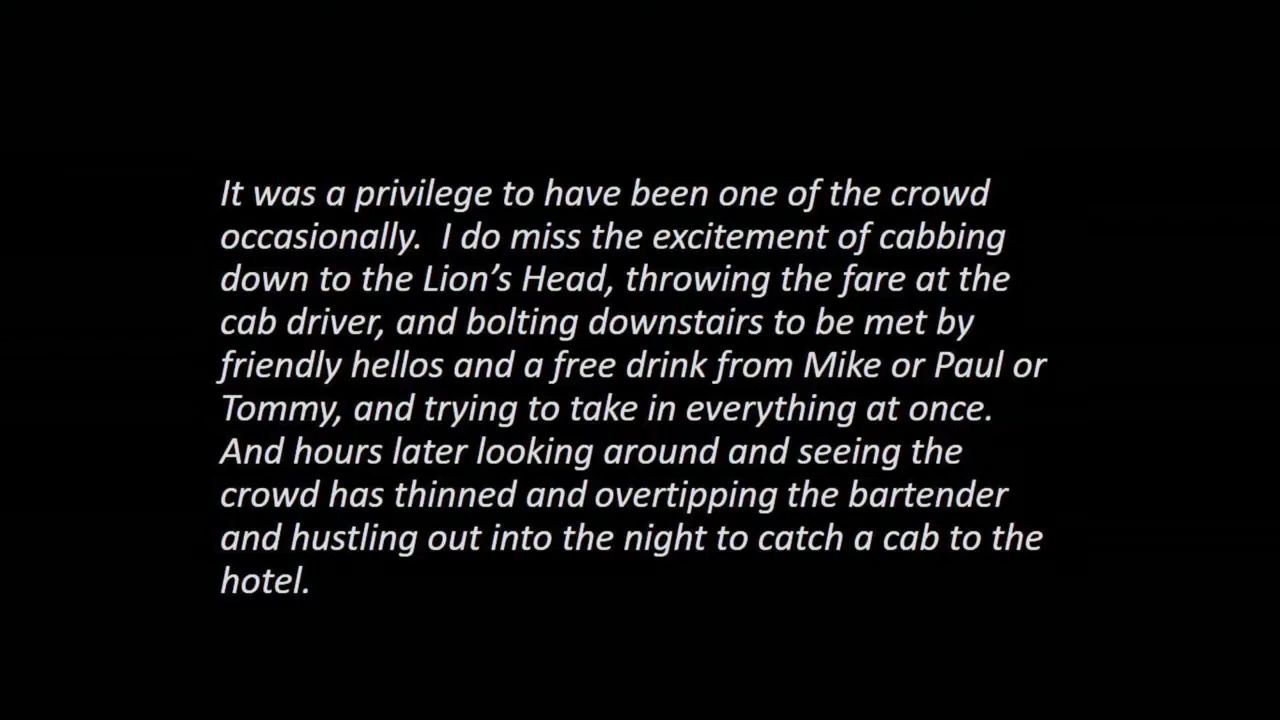 It was a privilege to have been one of the crowd
occasionally.  I do miss the excitement of cabbing
down to the Lion’s Head, throwing the fare at the
cab driver, and bolting downstairs to be met by
friendly hellos and a free drink from Mike or Paul or
Tommy, and trying to take in everything at once.
And hours later looking around and seeing the
crowd has thinned and overtipping the bartender
and hustling out into the night to catch a cab to the
hotel.